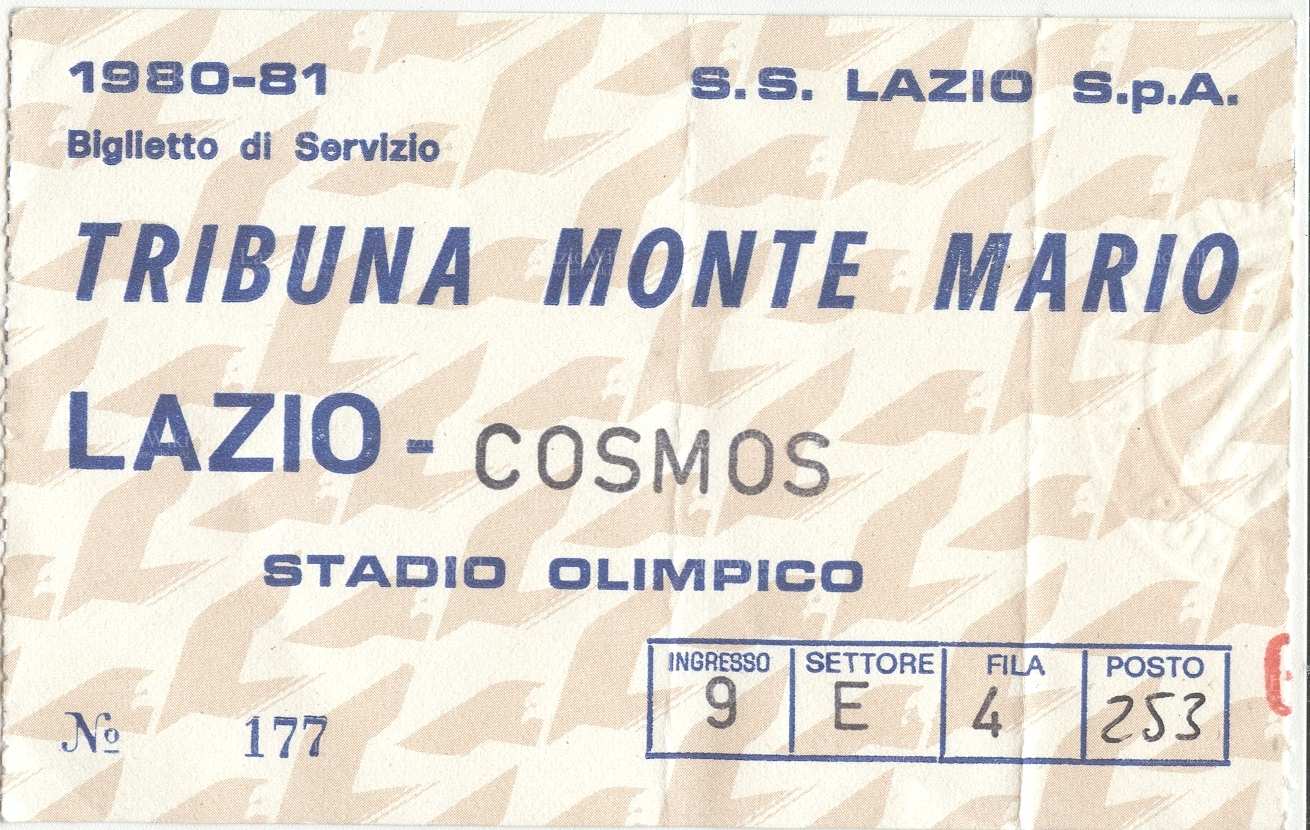 1980-81
S.S. LAZIO S.p.A.
Biglietto di Servizio
TRIBUNA MONTE MARIO
LAZIO - COSMOS
STADIO OLIMPICO
INGRESSO SETTORE FILA POSTO
9 E 4 253
Nº 177